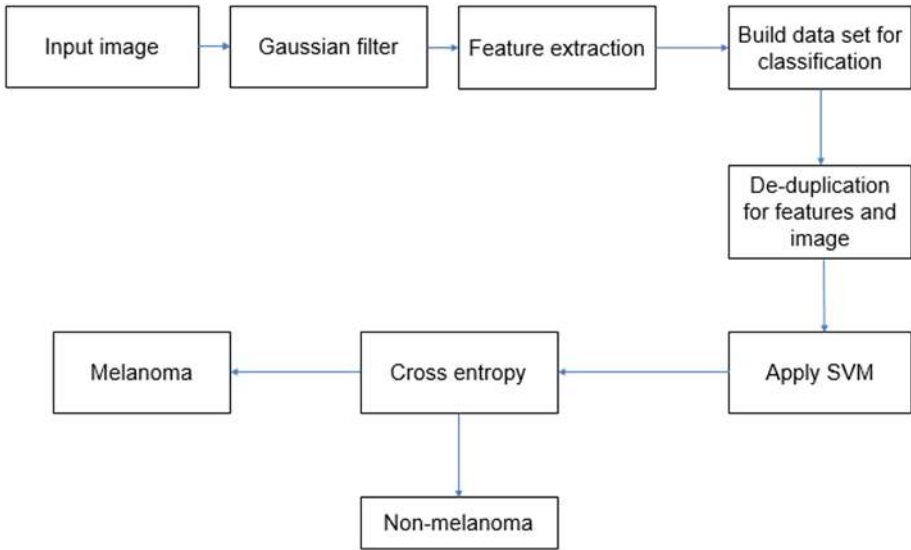 Input image
Gaussian filter
Feature extraction
Build data set for
classification
De-duplication
for features and
image
Apply SVM
Cross entropy
Melanoma
Non-melanoma